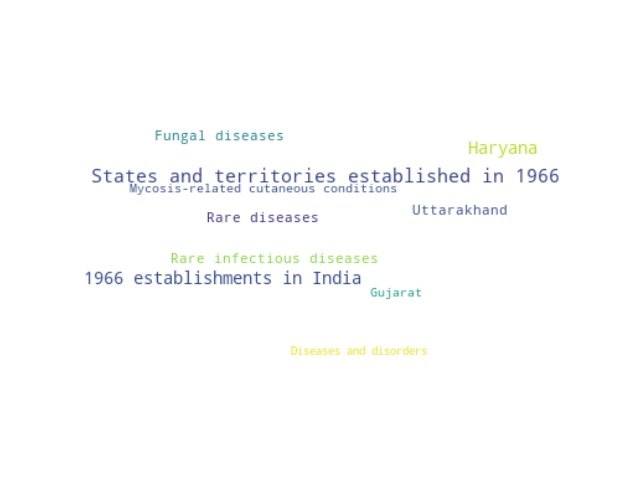 Fungal diseases
Haryana
States and territories established in 1966
Mycosis-related cutaneous conditions
Uttarakhand
Rare diseases
Rare infectious diseases
1966 establishments in India
Gujarat
Diseases and disorders